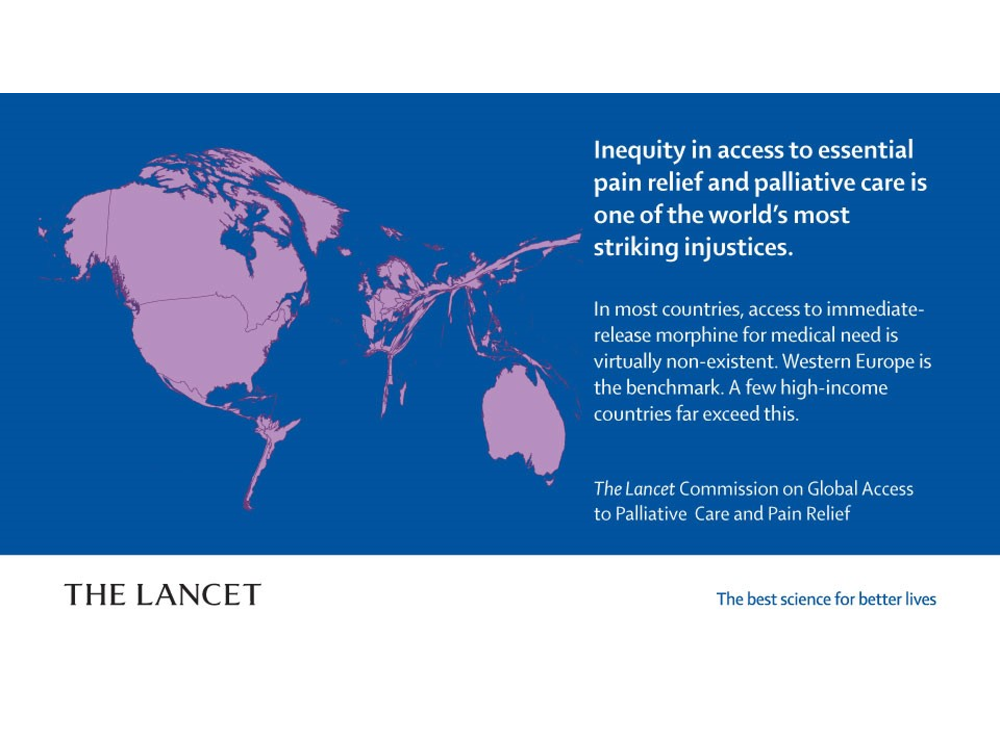 Inequity in access to essential
pain relief and palliative care is
one of the world’s most
striking injustices.
In most countries, access to immediate-
release morphine for medical need is
virtually non-existent. Western Europe is
the benchmark. A few high-income
countries far exceed this.
The Lancet Commission on Global Access
to Palliative Care and Pain Relief
THE LANCET
The best science for better lives